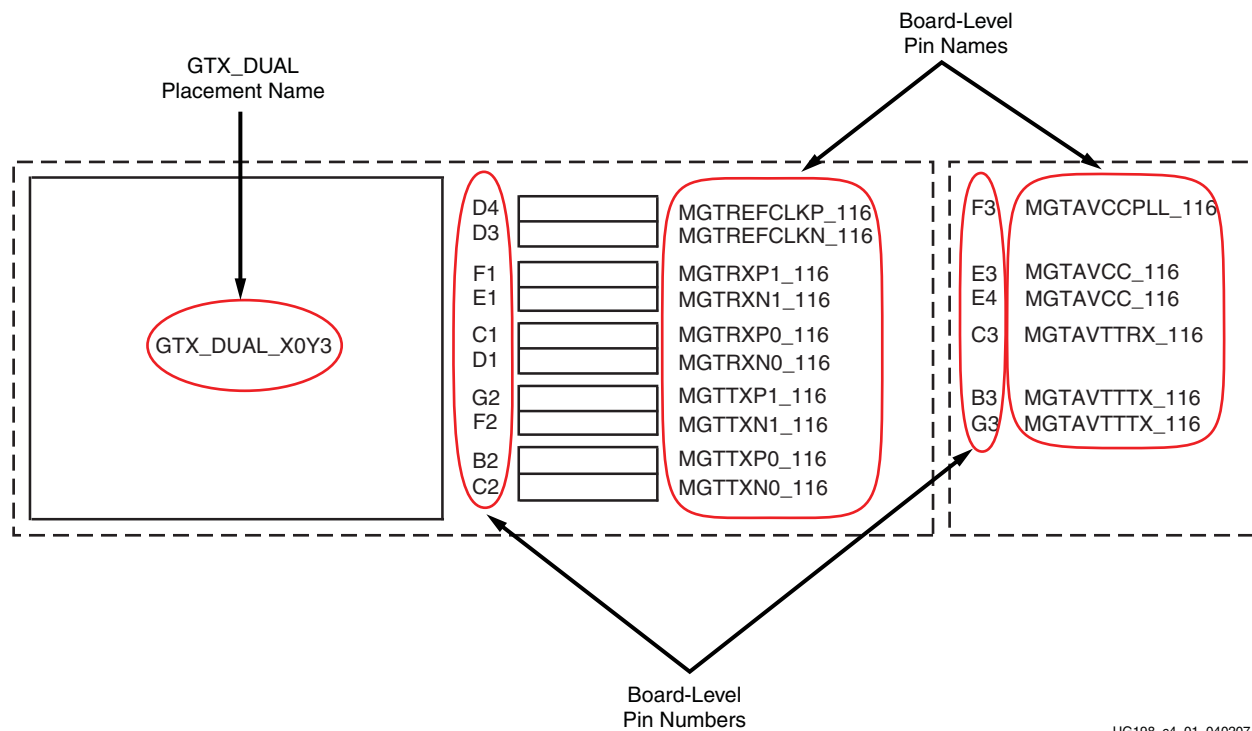 Board-Level
Pin Names
GTX_DUAL
Placement Name
GTX_DUAL_X0Y3
D4 MGTREFCLKP_116
D3 MGTREFCLKN_116
F1 MGTRXP1_116
E1 MGTRXN1_116
C1 MGTRXP0_116
D1 MGTRXN0_116
G2 MGTTXP1_116
F2 MGTTXN1_116
B2 MGTTXP0_116
C2 MGTTXN0_116
F3 MGTAVCCPLL_116
E3 MGTAVCC_116
E4 MGTAVCC_116
C3 MGTAVTTRX_116
B3 MGTAVTTTX_116
G3 MGTAVTTTX_116
Board-Level
Pin Numbers